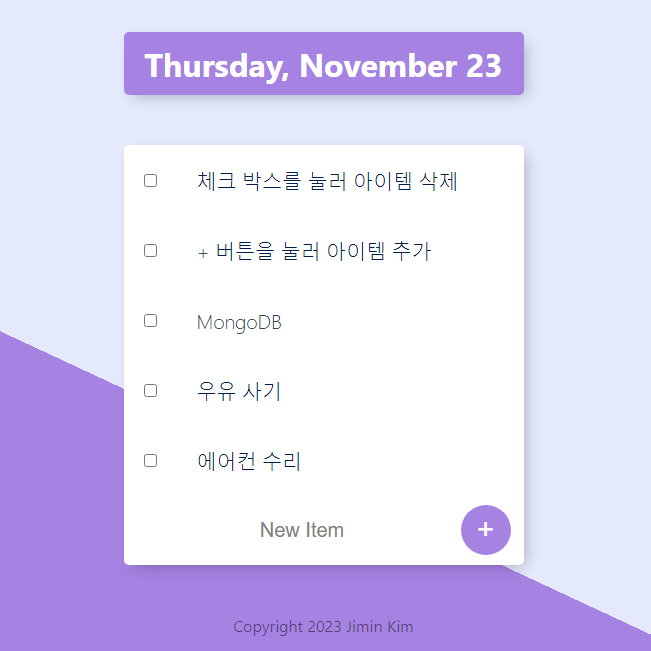 Thursday, November 23
체크 박스를 눌러 아이템 삭제
+ 버튼을 눌러 아이템 추가
MongoDB
우유 사기
에어컨 수리
New Item +
Copyright 2023 Jimin Kim